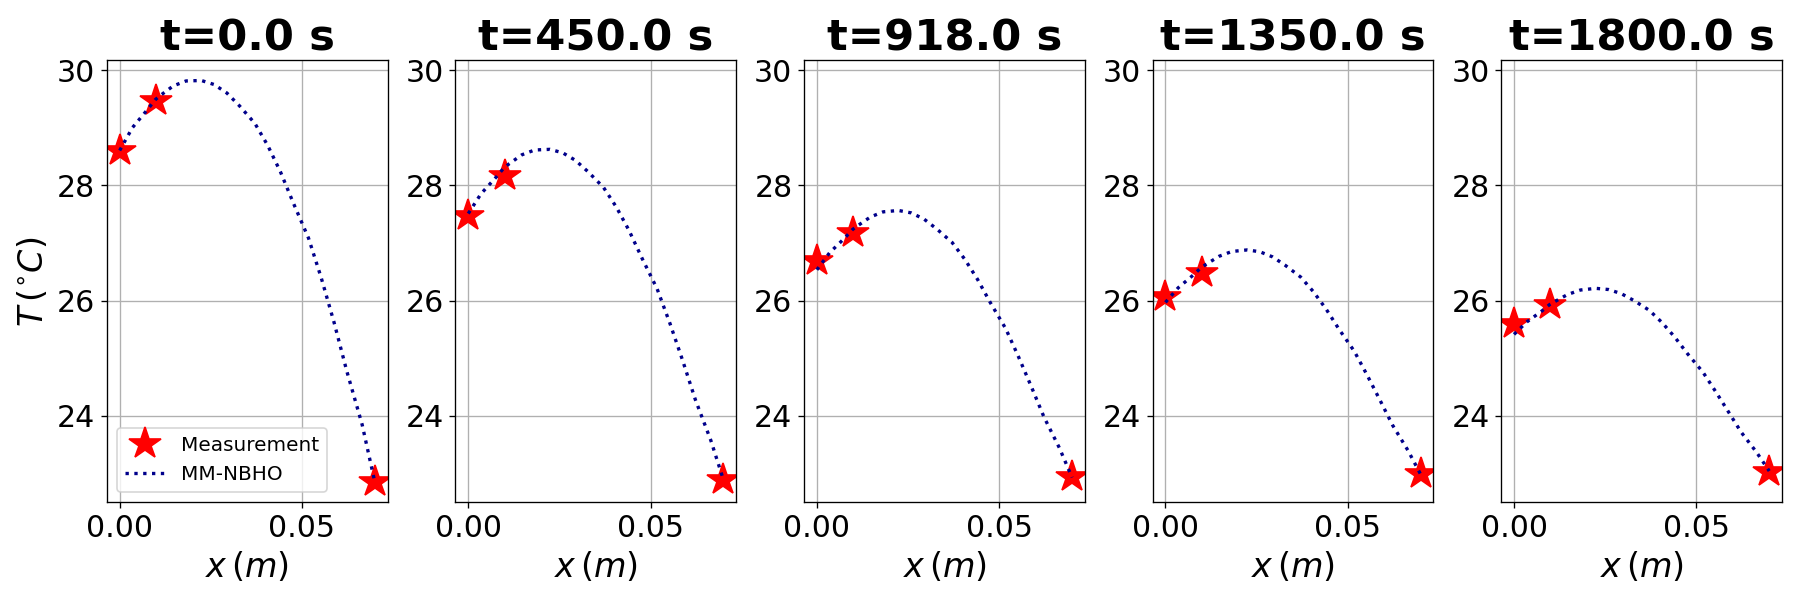 t=0.0 s
t=450.0 s
t=918.0 s
t=1350.0 s
t=1800.0 s
T (°C)
30
28
26
24
Measurement
MM-NBHO
0.00 0.05
x (m)
30
28
26
24
0.00 0.05
x (m)
30
28
26
24
0.00 0.05
x (m)
30
28
26
24
0.00 0.05
x (m)
30
28
26
24
0.00 0.05
x (m)